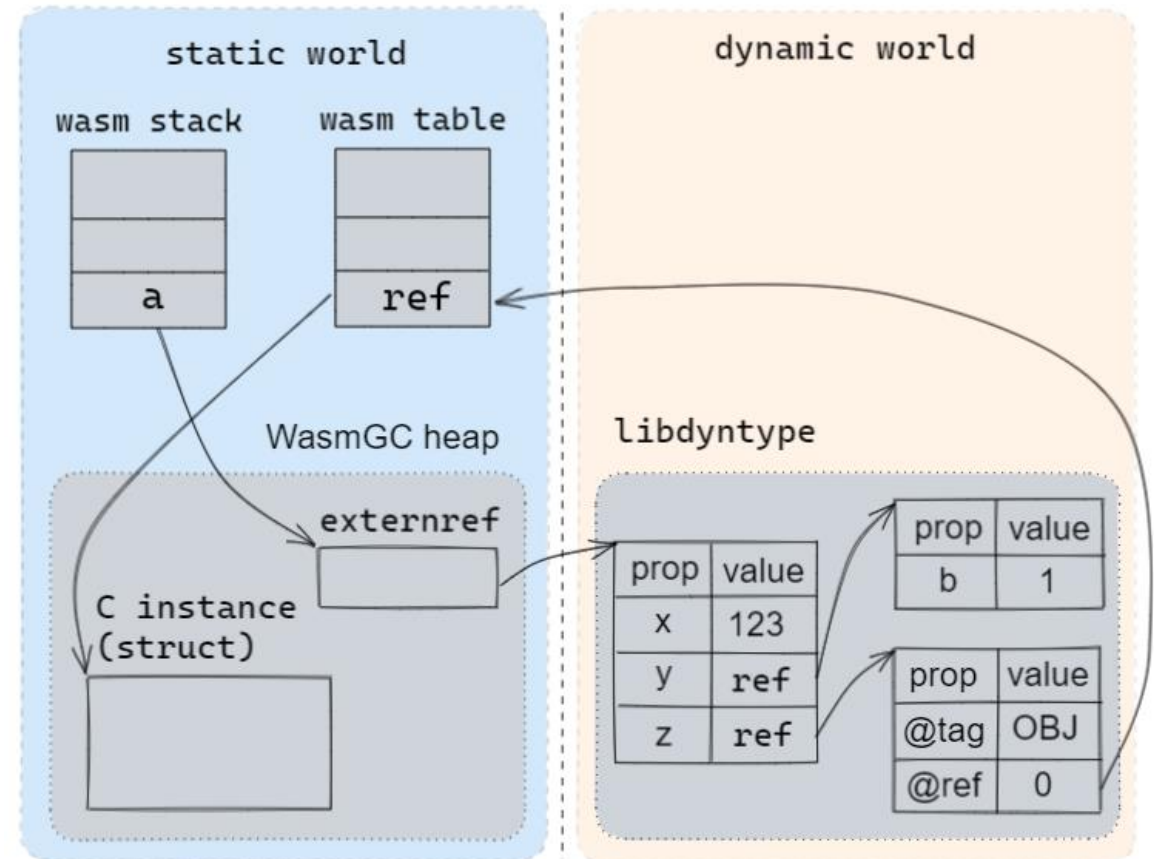 static world
dynamic world
wasm stack
wasm table
a
ref
WasmGC heap
externref
C instance
(struct)
libdyntype
prop value
x 123
y ref
z ref
prop value
b 1
prop value
@tag OBJ
@ref 0